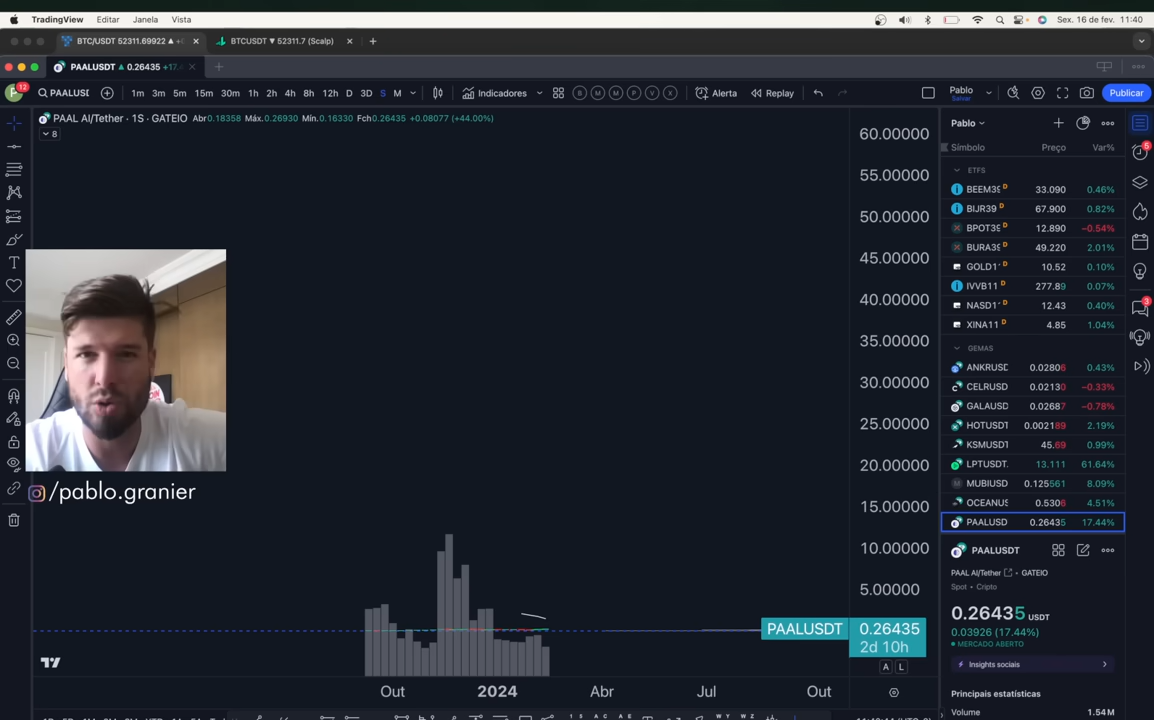 TradingView Editar Janela Vista Sex. 16 de fev. 11:40
BTC/USDT 52311.69922 ▲ + BTCUSDT ▼ 52311.7 (Scalp)
PAALUSDT ▲ 0.26435 +17.
12
P PAALUSD 1m 3m 5m 15m 30m 1h 2h 4h 8h 12h D 3D S M Indicadores B M M P V X Alerta Replay Pablo Publicar
Salvar
PAAL AI/Tether · 1S · GATEIO Abr0.18358 Máx.0.26930 Mín.0.16330 Fch0.26435 +0.08077 (+44.00%)
8
60.00000
55.00000
50.00000
45.00000
40.00000
35.00000
30.00000
25.00000
20.00000
15.00000
10.00000
5.00000
PAALUSDT 0.26435
2d 10h
A L
Out 2024 Abr Jul Out
/pablo.granier
Pablo
Símbolo Preço Var%
ETFS
BEEM39 D 33.090 0.46%
BIJR39 D 67.900 0.82%
BPOT39 D 12.890 −0.54%
BURA39 D 49.220 2.01%
GOLD11 D 10.52 0.10%
IVVB11 D 277.89 0.07%
NASD11 D 12.43 0.40%
XINA11 D 4.85 1.04%
GEMAS
ANKRUSD 0.02806 0.43%
CELRUSD 0.02130 −0.33%
GALAUSD 0.02687 −0.78%
HOTUSDT 0.002189 2.19%
KSMUSDT 45.69 0.99%
LPTUSDT. 13.111 61.64%
MUBIUSD 0.125561 8.09%
OCEANUS 0.5306 4.51%
PAALUSD 0.26435 17.44%
PAALUSDT
PAAL AI/Tether · GATEIO
Spot · Cripto
0.26435 USDT
0.03926 (17.44%)
MERCADO ABERTO
Insights sociais
Principais estatísticas
Volume 1.54 M
5
3